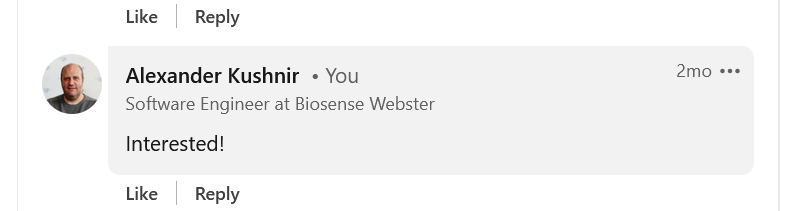 Like Reply
Alexander Kushnir • You 2mo •••
Software Engineer at Biosense Webster
Interested!
Like Reply